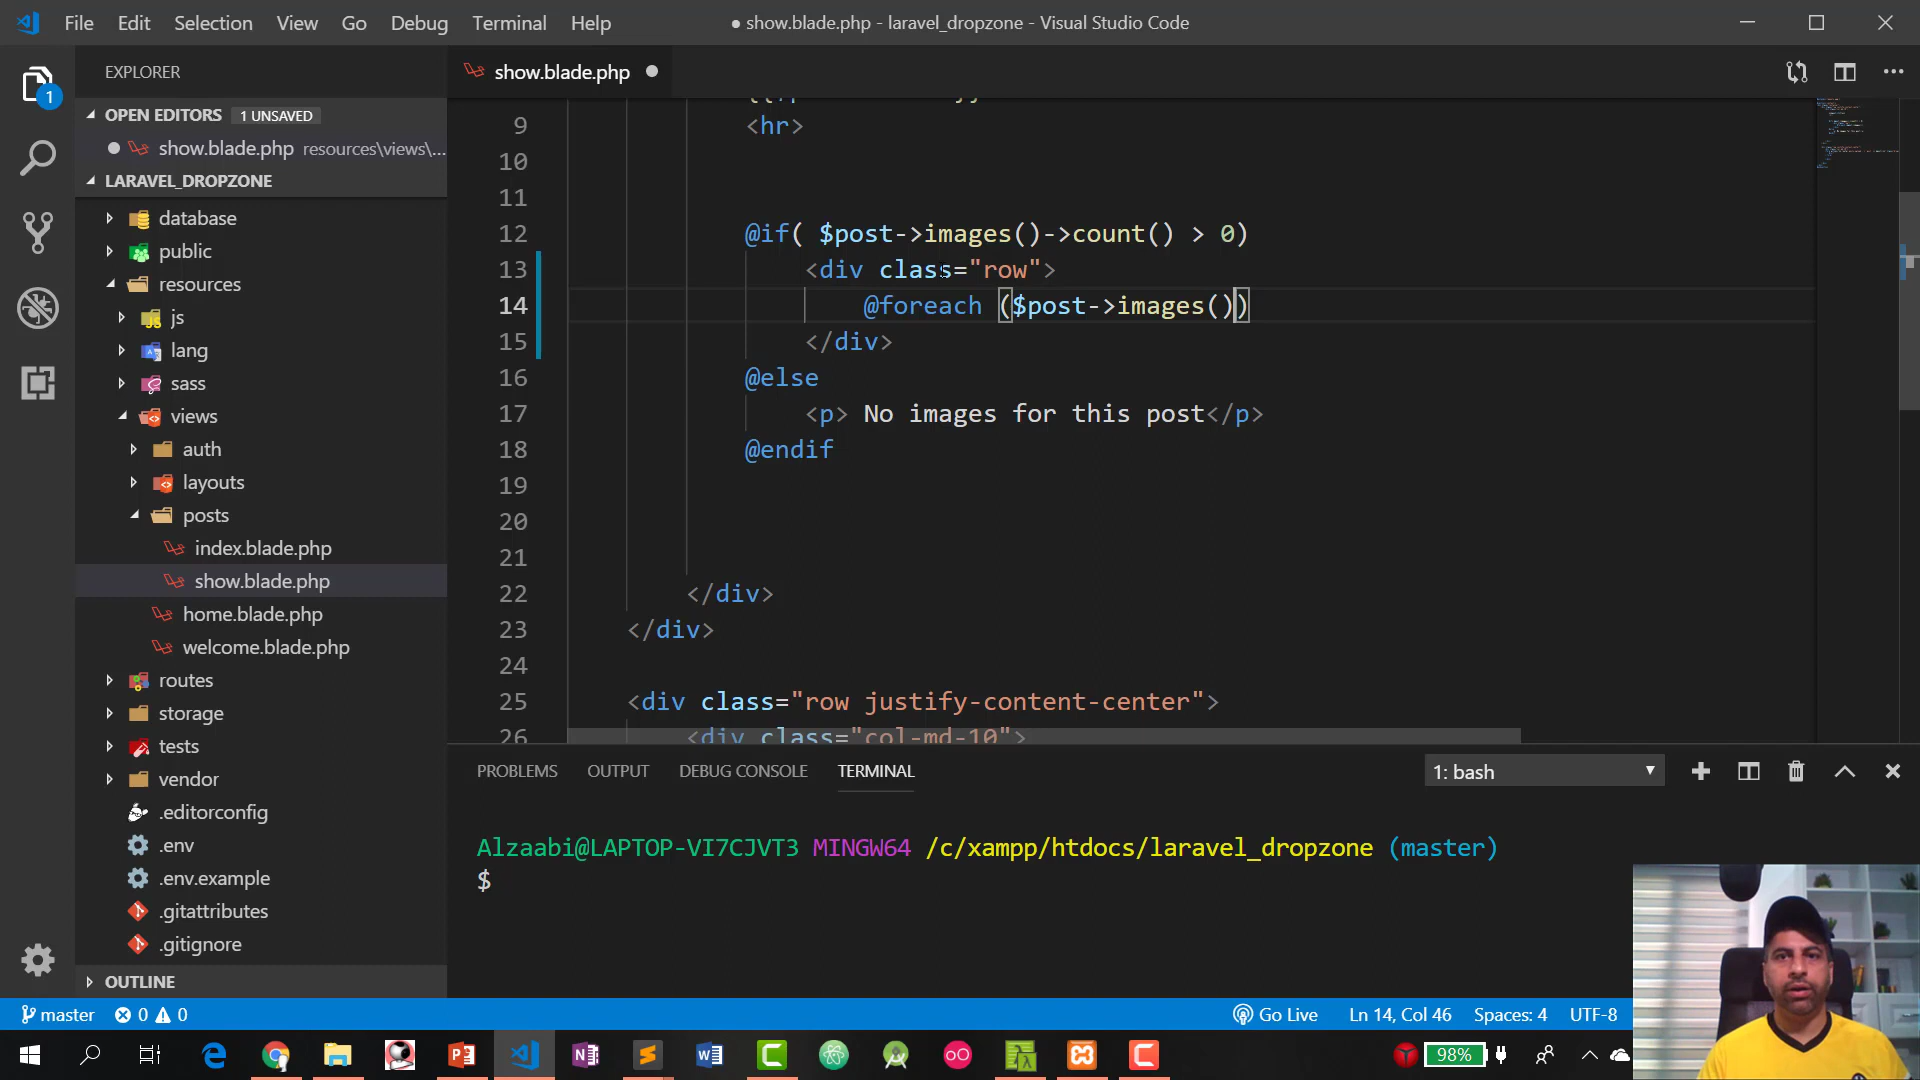 File Edit Selection View Go Debug Terminal Help
● show.blade.php - laravel_dropzone - Visual Studio Code
EXPLORER
1
OPEN EDITORS 1 UNSAVED
show.blade.php resources\views\...
LARAVEL_DROPZONE
database
public
resources
js
lang
sass
views
auth
layouts
posts
index.blade.php
show.blade.php
home.blade.php
welcome.blade.php
routes
storage
tests
vendor
.editorconfig
.env
.env.example
.gitattributes
.gitignore
OUTLINE
show.blade.php
9 <hr>
10
11
12 @if( $post->images()->count() > 0)
13 <div class="row">
14 @foreach ($post->images())
15 </div>
16 @else
17 <p> No images for this post</p>
18 @endif
19
20
21
22 </div>
23 </div>
24
25 <div class="row justify-content-center">
26 <div class="col-md-10">
PROBLEMS OUTPUT DEBUG CONSOLE TERMINAL
1: bash
Alzaabi@LAPTOP-VI7CJVT3 MINGW64 /c/xampp/htdocs/laravel_dropzone (master)
$
master 0 0
Go Live Ln 14, Col 46 Spaces: 4 UTF-8
98%